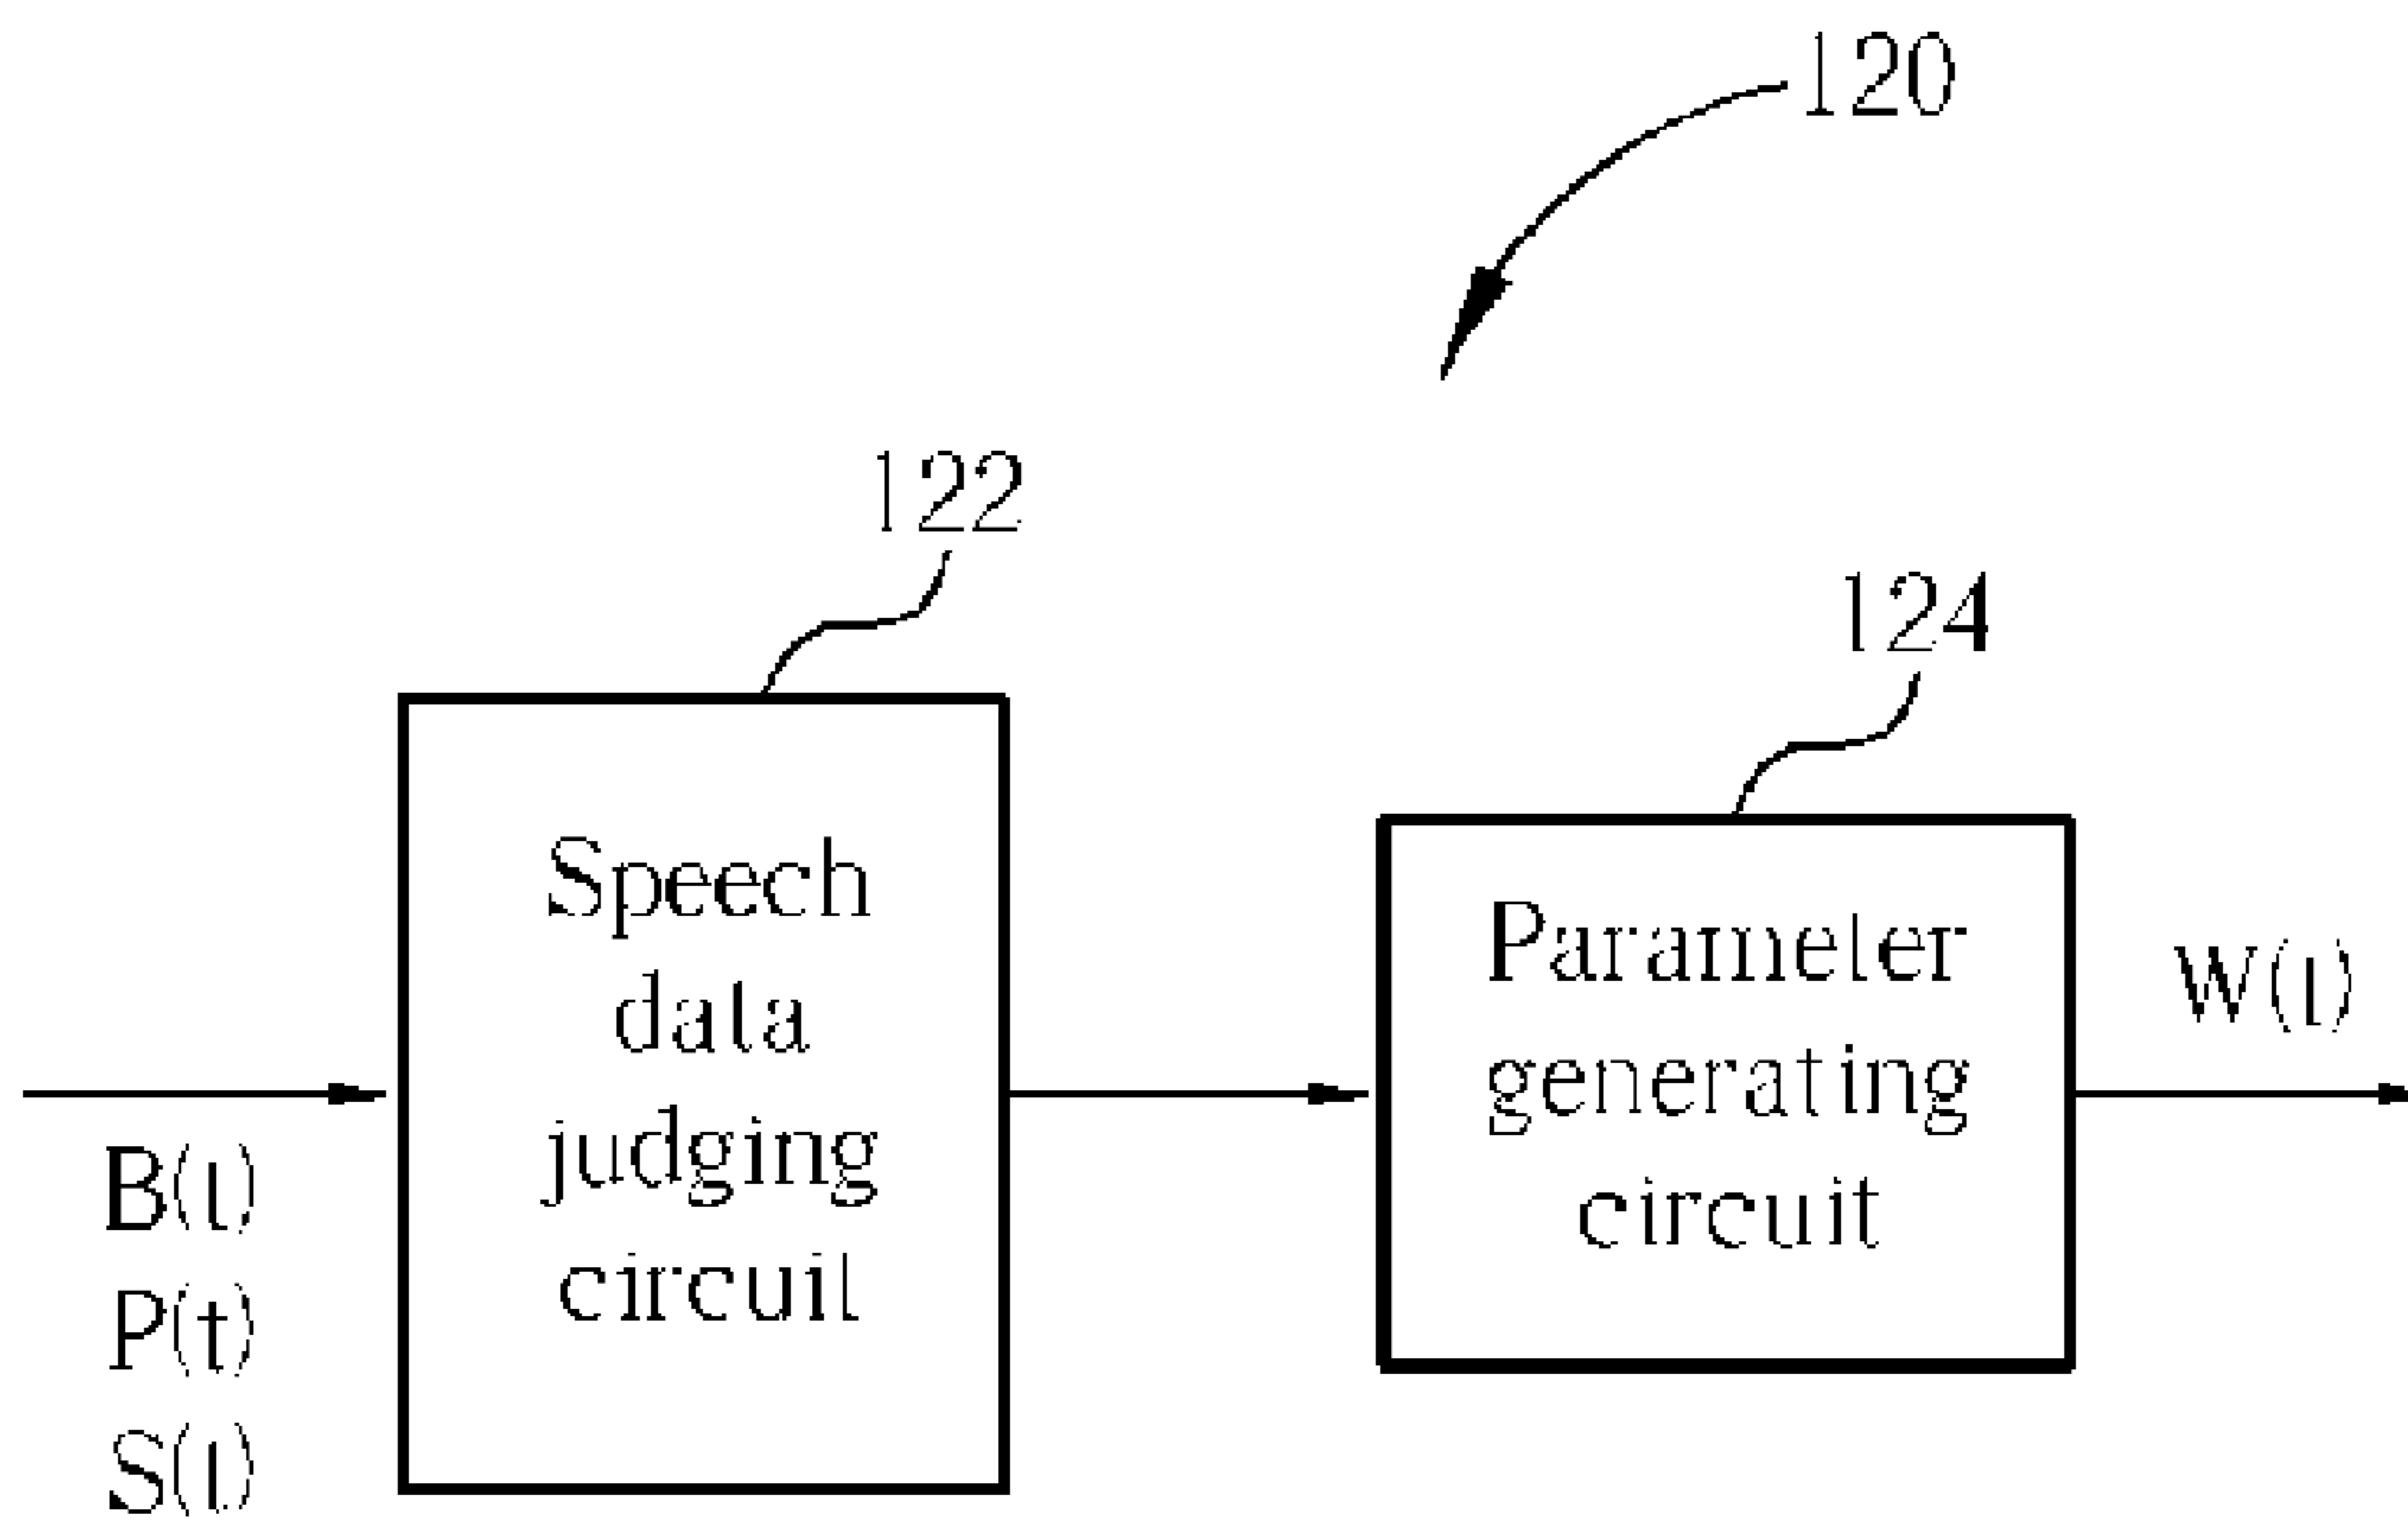 120
122
124
Speech
data
judging
circuit
Parameter
generating
circuit
W(t)
B(t)
P(t)
S(t)